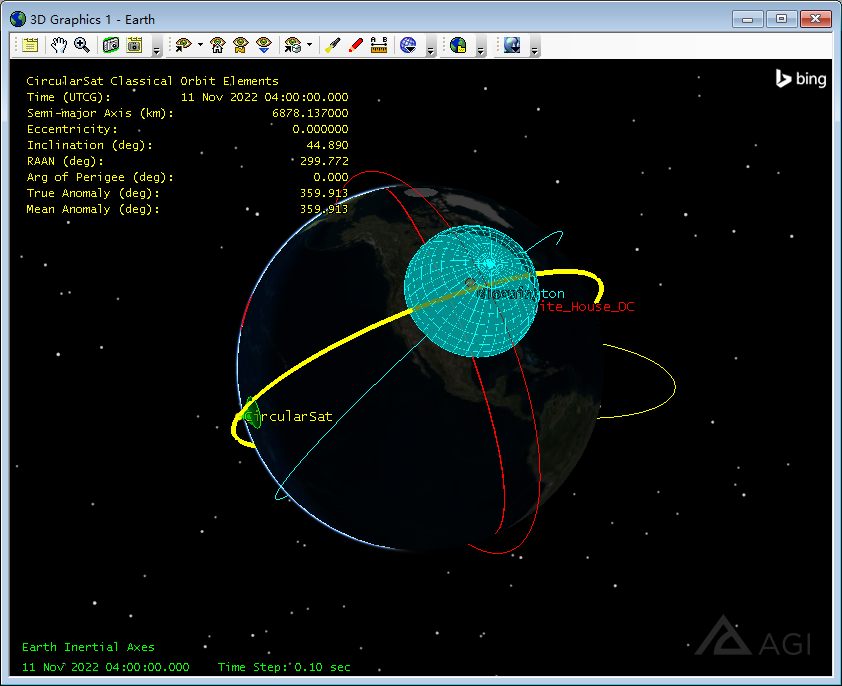 3D Graphics 1 - Earth
A B
CircularSat Classical Orbit Elements
Time (UTCG): 11 Nov 2022 04:00:00.000
Semi-major Axis (km): 6878.137000
Eccentricity: 0.000000
Inclination (deg): 44.890
RAAN (deg): 299.772
Arg of Perigee (deg): 0.000
True Anomaly (deg): 359.913
Mean Anomaly (deg): 359.913
bing
ite_House_DC
CircularSat
AGI
Earth Inertial Axes
11 Nov 2022 04:00:00.000 Time Step: 0.10 sec